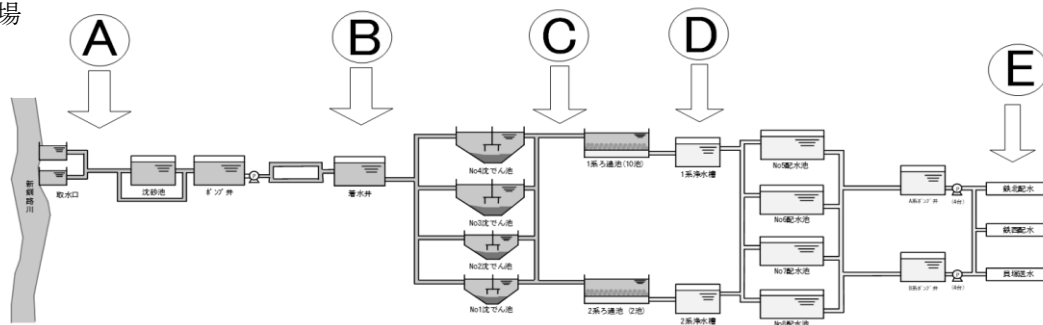 場
A
B
C
D
E
新釧路川
取水口
沈砂池
ポンプ井
着水井
No4沈でん池
No3沈でん池
No2沈でん池
No1沈でん池
1系ろ過池(10池)
2系ろ過池(2池)
1系浄水槽
2系浄水槽
No5配水池
No6配水池
No7配水池
No8配水池
A系ポンプ井
P
(4台)
B系ポンプ井
P
(4台)
P
鉄北配水
鉄西配水
貝塚送水